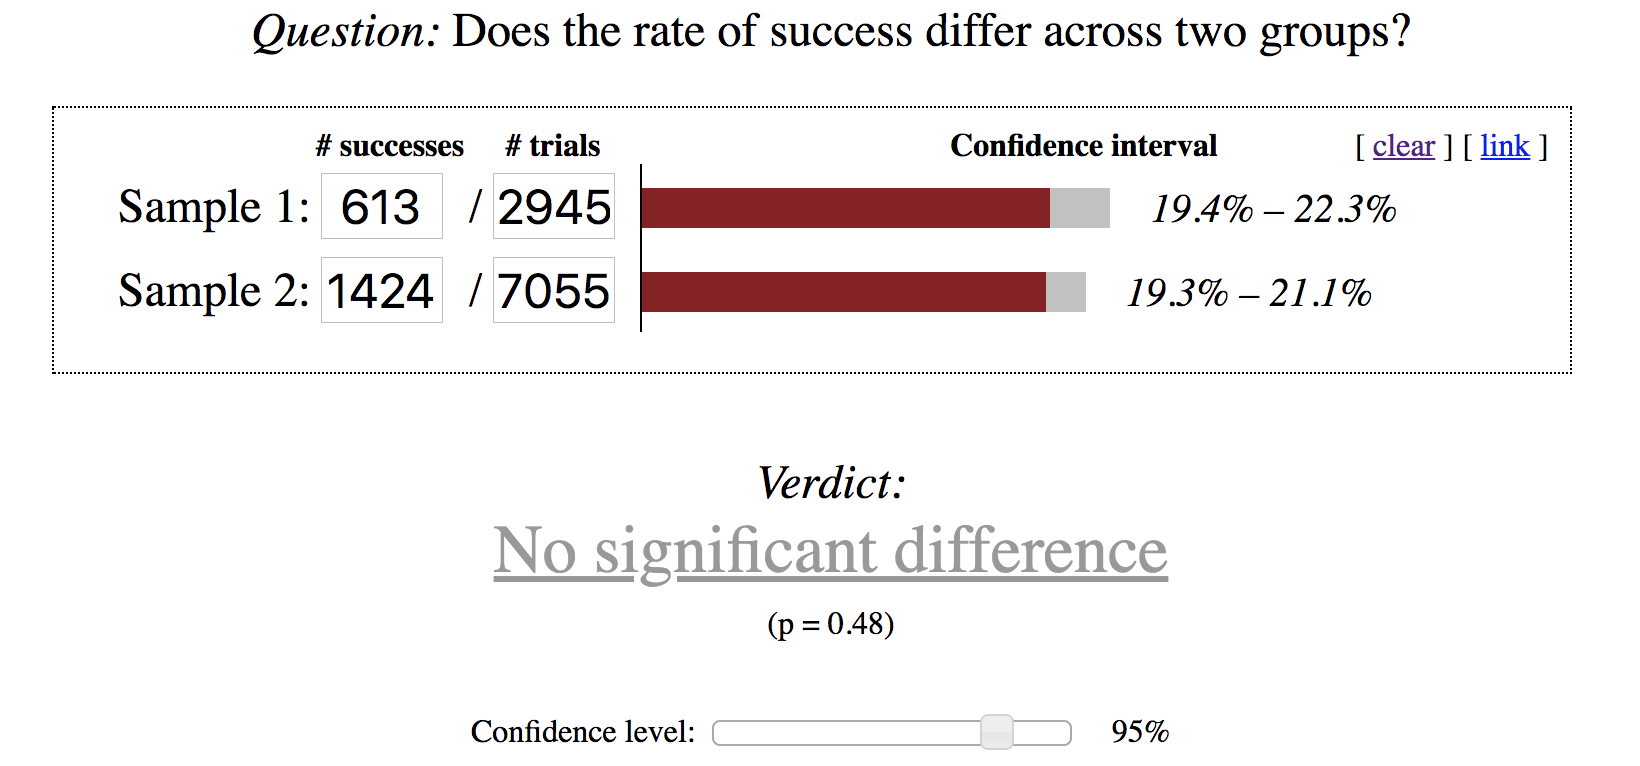 Question: Does the rate of success differ across two groups?
# successes # trials Confidence interval [ clear ] [ link ]
Sample 1: 613 / 2945 19.4% – 22.3%
Sample 2: 1424 / 7055 19.3% – 21.1%
Verdict:
No significant difference
(p = 0.48)
Confidence level: 95%